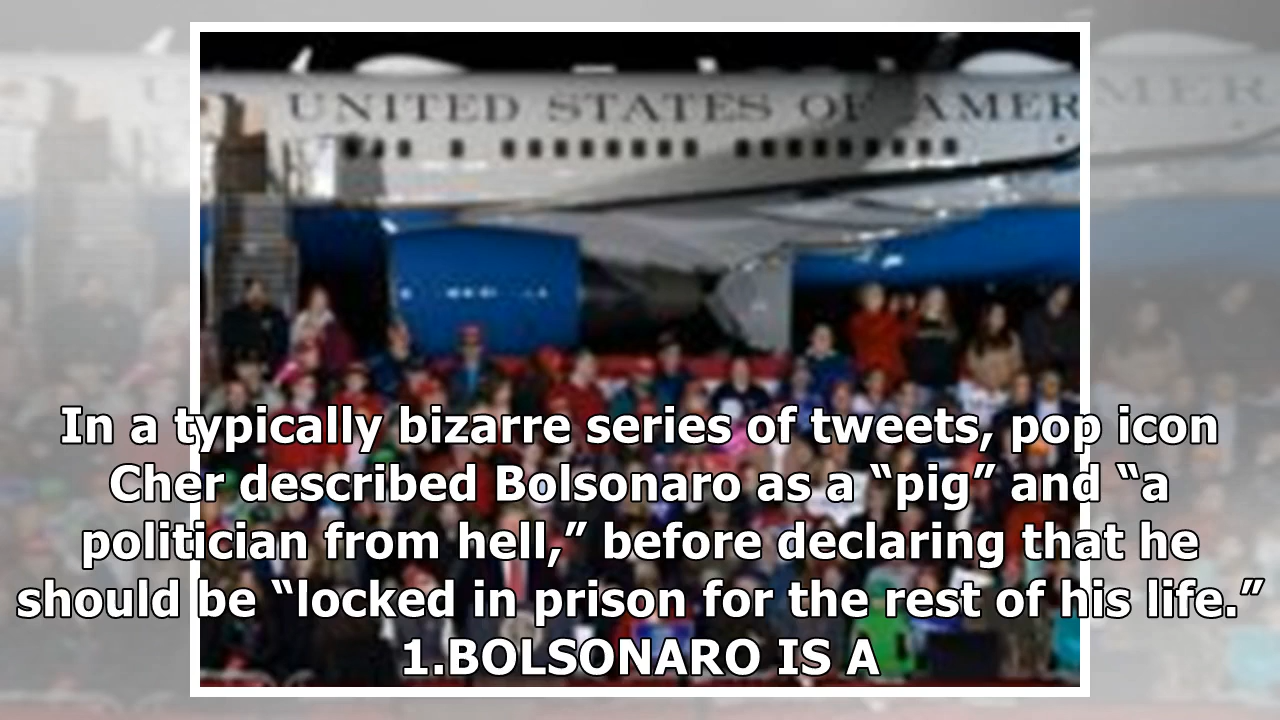 UNITED STATES OF AMER
In a typically bizarre series of tweets, pop icon
Cher described Bolsonaro as a “pig” and “a
politician from hell,” before declaring that he
should be “locked in prison for the rest of his life.”
1.BOLSONARO IS A